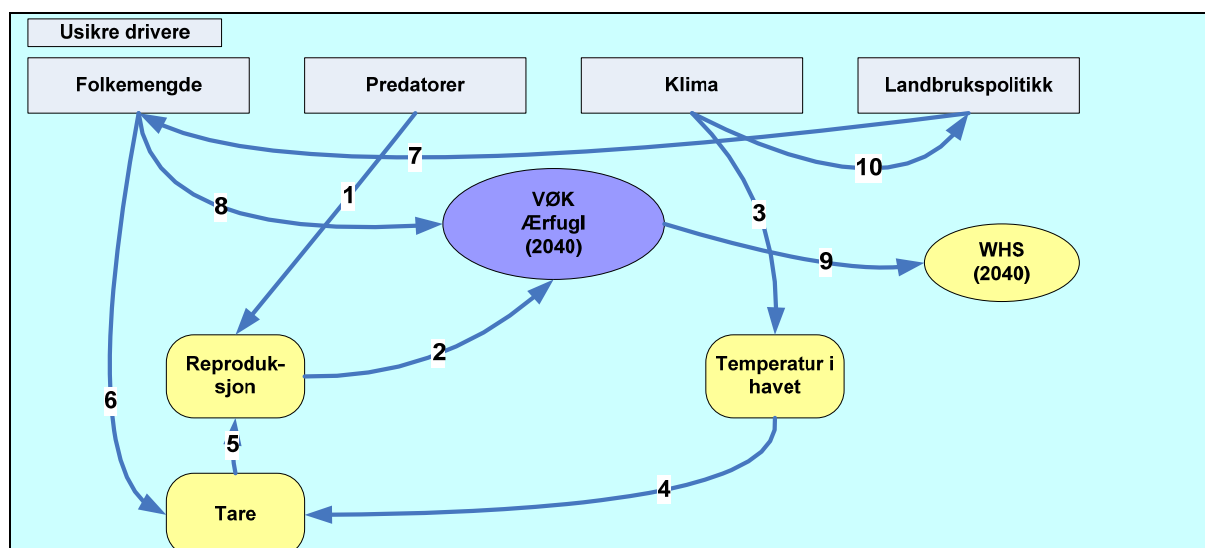 Usikre drivere
Folkemengde
Predatorer
Klima
Landbrukspolitikk
7
10
8
1
3
VØK
Ærfugl
(2040)
9
WHS
(2040)
Reproduk-
sjon
2
Temperatur i
havet
6
5
4
Tare